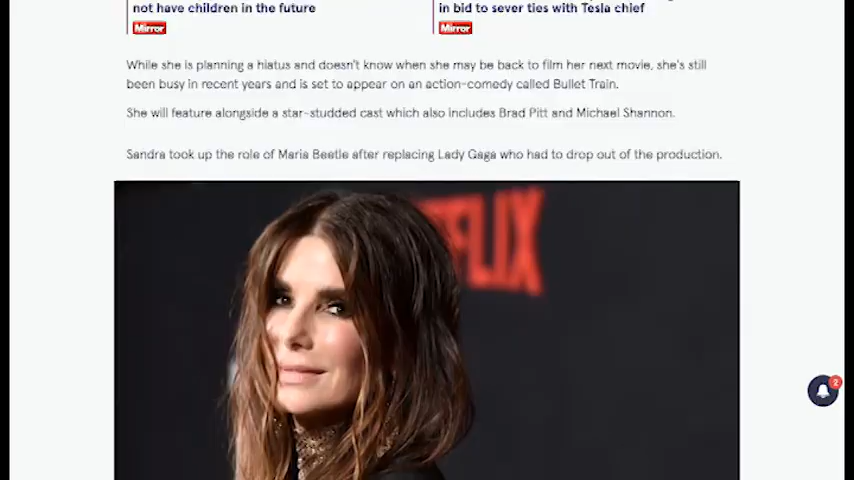 not have children in the future
in bid to sever ties with Tesla chief
Mirror
Mirror
While she is planning a hiatus and doesn't know when she may be back to film her next movie, she's still
been busy in recent years and is set to appear on an action-comedy called Bullet Train.
She will feature alongside a star-studded cast which also includes Brad Pitt and Michael Shannon.
Sandra took up the role of Maria Beetle after replacing Lady Gaga who had to drop out of the production.
FLIX
2